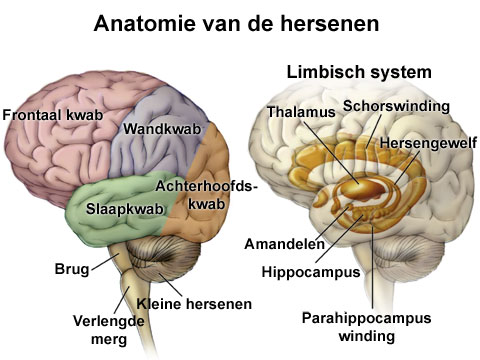 Anatomie van de hersenen
Frontaal kwab
Wandkwab
Achterhoofds-
kwab
Slaapkwab
Brug
Kleine hersenen
Verlengde
merg
Limbisch system
Thalamus
Schorswinding
Hersengewelf
Amandelen
Hippocampus
Parahippocampus
winding